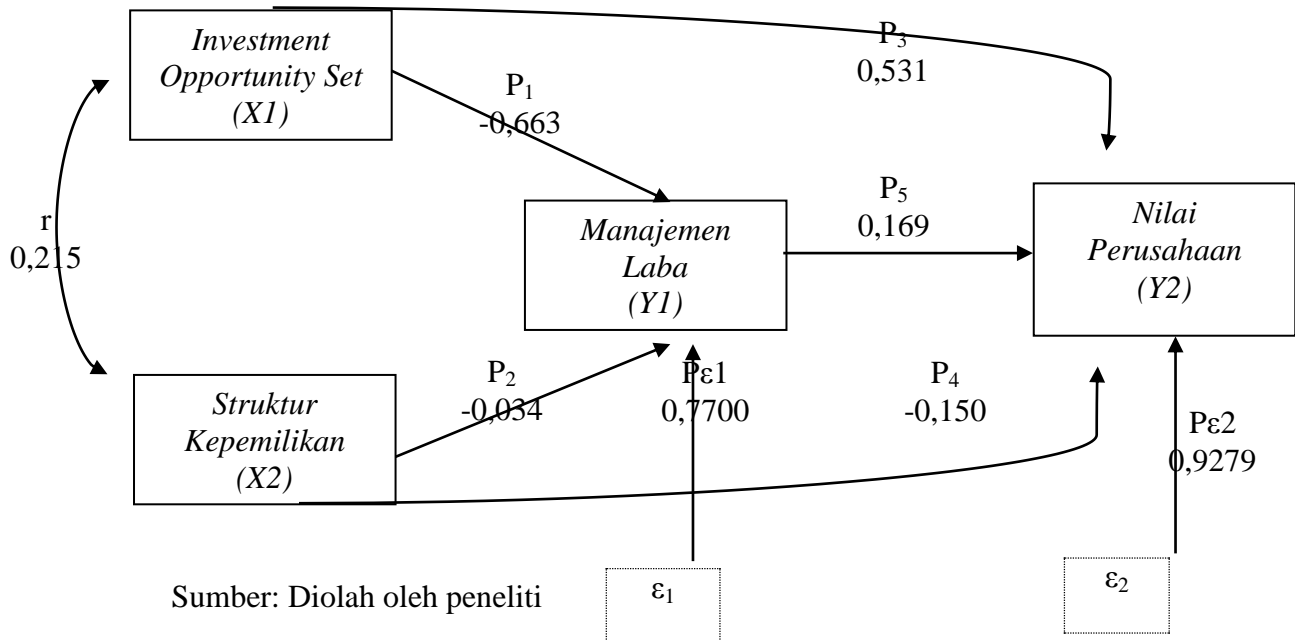 Investment
Opportunity Set
(X1)
P₃
0,531
P₁
-0,663
r
0,215
Manajemen
Laba
(Y1)
P₅
0,169
Nilai
Perusahaan
(Y2)
Struktur
Kepemilikan
(X2)
P₂
-0,034
Pε1
0,7700
P₄
-0,150
Pε2
0,9279
Sumber: Diolah oleh peneliti
ε₁
ε₂